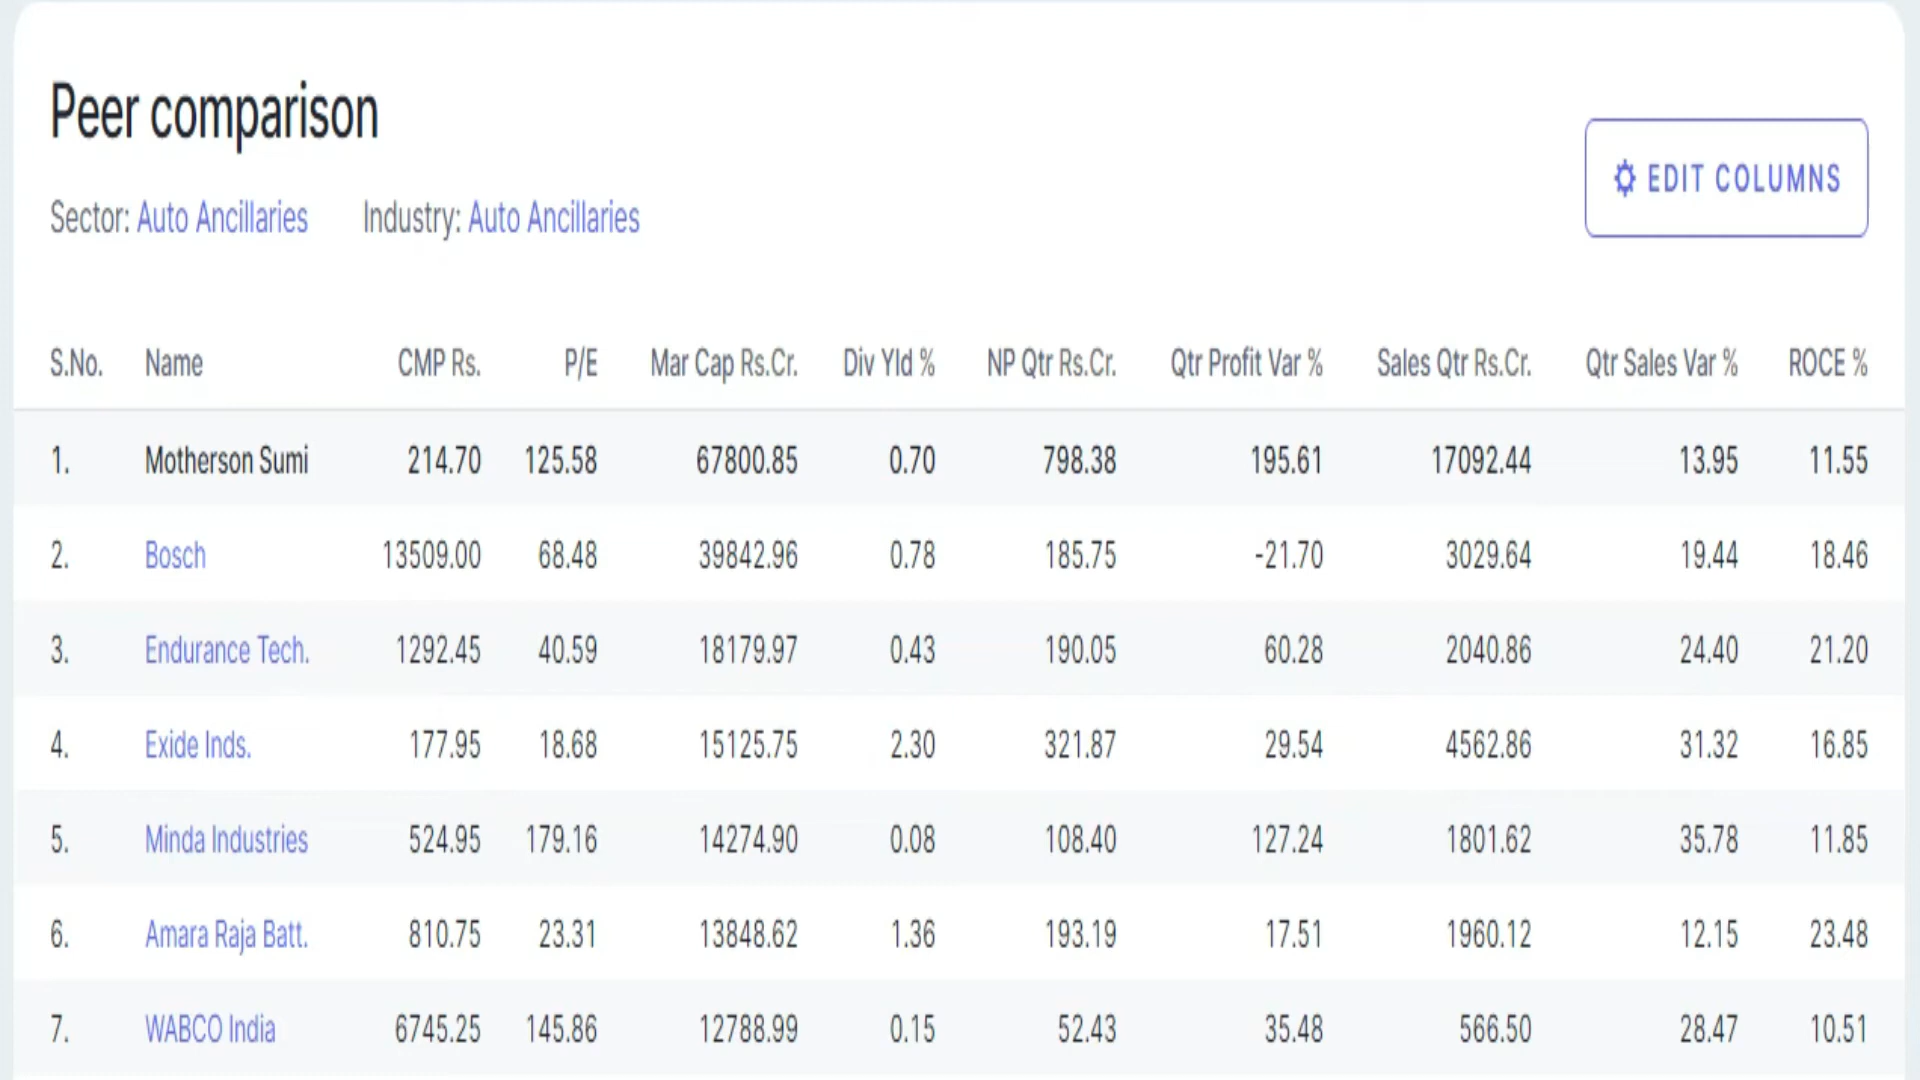 Peer comparison
EDIT COLUMNS
Sector: Auto Ancillaries Industry: Auto Ancillaries
S.No. Name CMP Rs. P/E Mar Cap Rs.Cr. Div Yld % NP Qtr Rs.Cr. Qtr Profit Var % Sales Qtr Rs.Cr. Qtr Sales Var % ROCE %
1. Motherson Sumi 214.70 125.58 67800.85 0.70 798.38 195.61 17092.44 13.95 11.55
2. Bosch 13509.00 68.48 39842.96 0.78 185.75 -21.70 3029.64 19.44 18.46
3. Endurance Tech. 1292.45 40.59 18179.97 0.43 190.05 60.28 2040.86 24.40 21.20
4. Exide Inds. 177.95 18.68 15125.75 2.30 321.87 29.54 4562.86 31.32 16.85
5. Minda Industries 524.95 179.16 14274.90 0.08 108.40 127.24 1801.62 35.78 11.85
6. Amara Raja Batt. 810.75 23.31 13848.62 1.36 193.19 17.51 1960.12 12.15 23.48
7. WABCO India 6745.25 145.86 12788.99 0.15 52.43 35.48 566.50 28.47 10.51